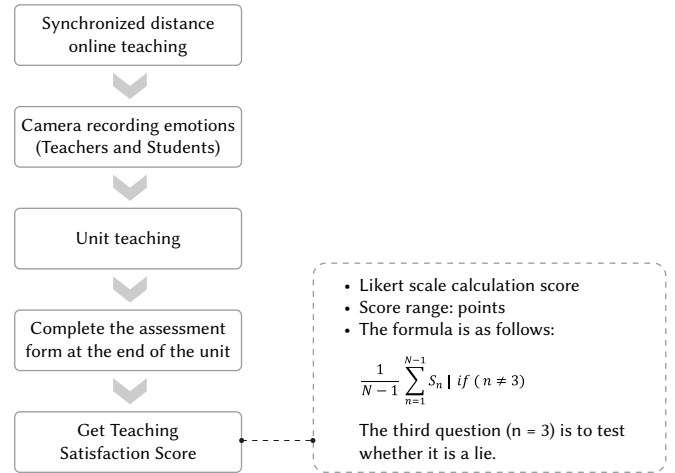 Synchronized distance
online teaching
Camera recording emotions
(Teachers and Students)
Unit teaching
Complete the assessment
form at the end of the unit
Get Teaching
Satisfaction Score
• Likert scale calculation score
• Score range: points
• The formula is as follows:
N−1
1/(N − 1) ∑ Sₙ | if ( n ≠ 3)
n=1
The third question (n = 3) is to test
whether it is a lie.